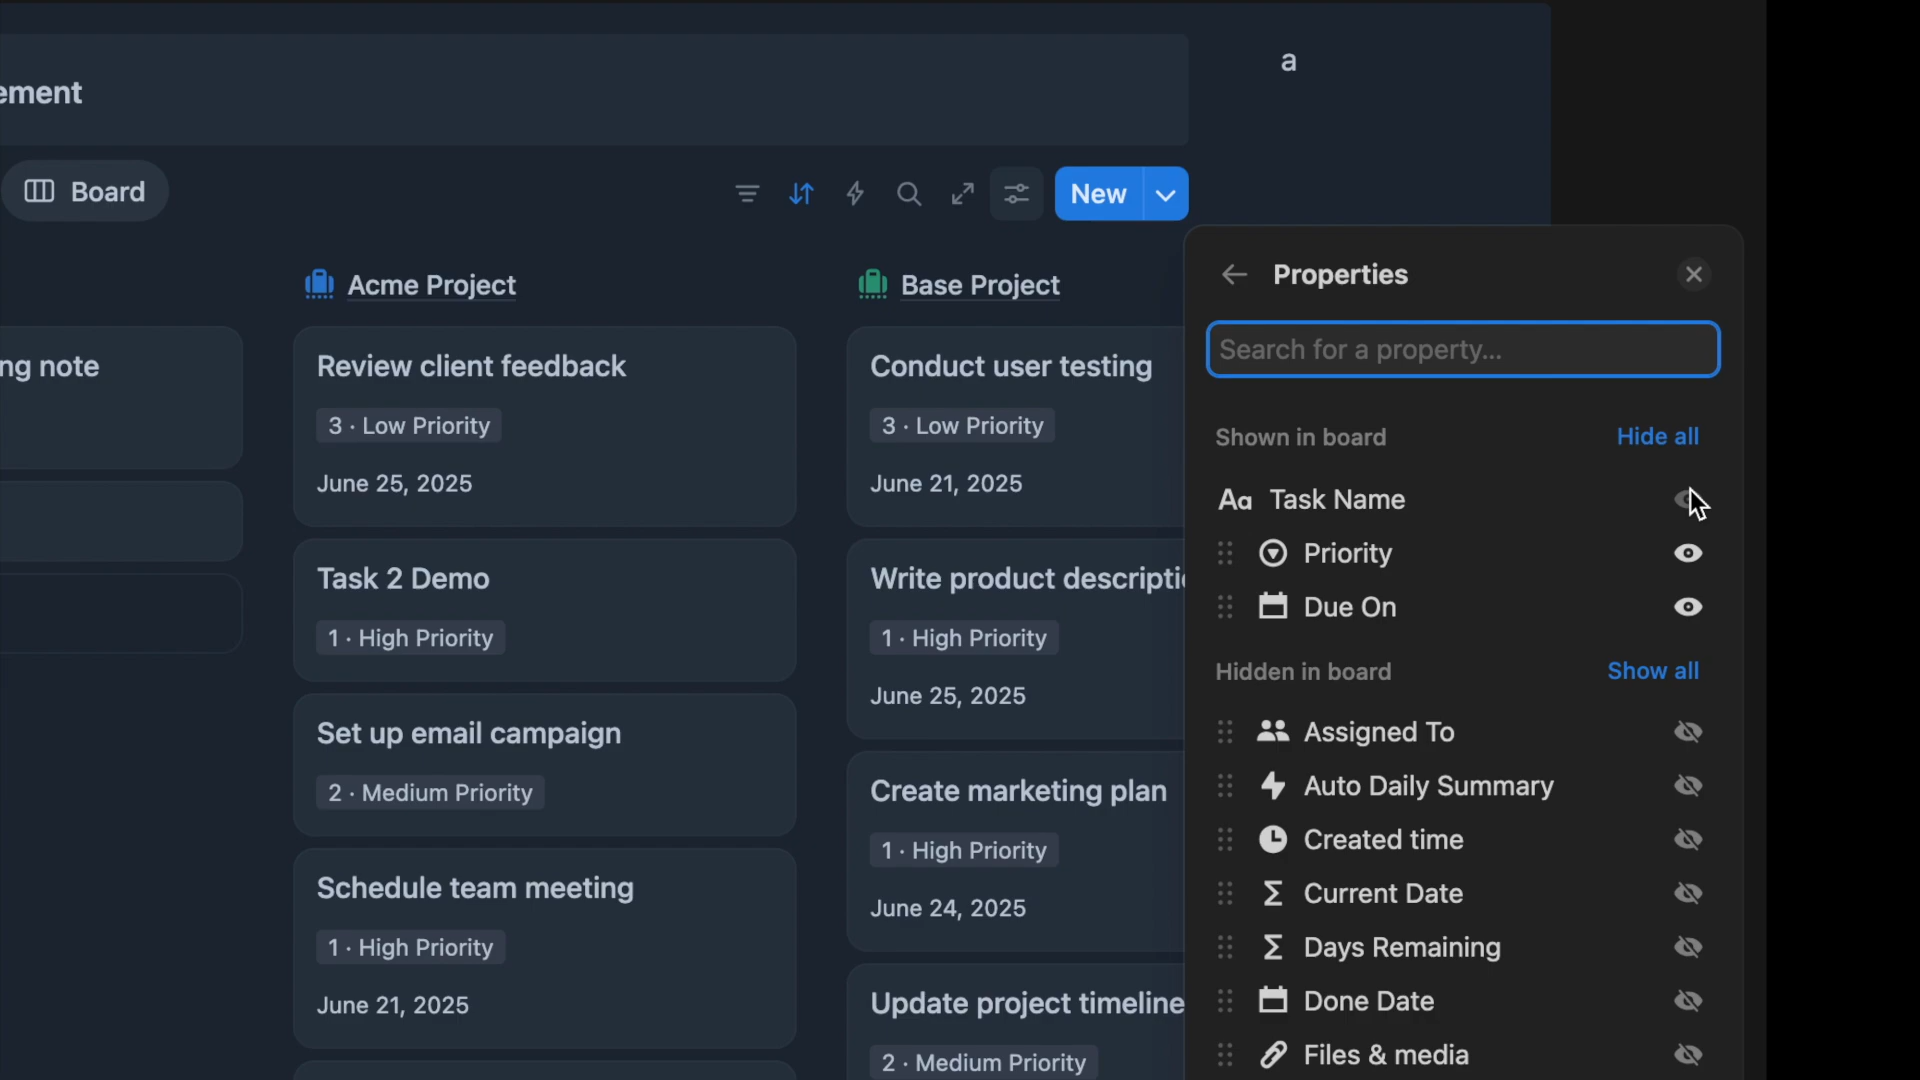 a
ement
Board
New
ng note
Acme Project
Review client feedback
3 · Low Priority
June 25, 2025
Task 2 Demo
1 · High Priority
Set up email campaign
2 · Medium Priority
Schedule team meeting
1 · High Priority
June 21, 2025
Base Project
Conduct user testing
3 · Low Priority
June 21, 2025
Write product descripti
1 · High Priority
June 25, 2025
Create marketing plan
1 · High Priority
June 24, 2025
Update project timeline
2 · Medium Priority
Properties
Search for a property...
Shown in board Hide all
Aa Task Name
Priority
Due On
Hidden in board Show all
Assigned To
Auto Daily Summary
Created time
Σ Current Date
Σ Days Remaining
Done Date
Files & media